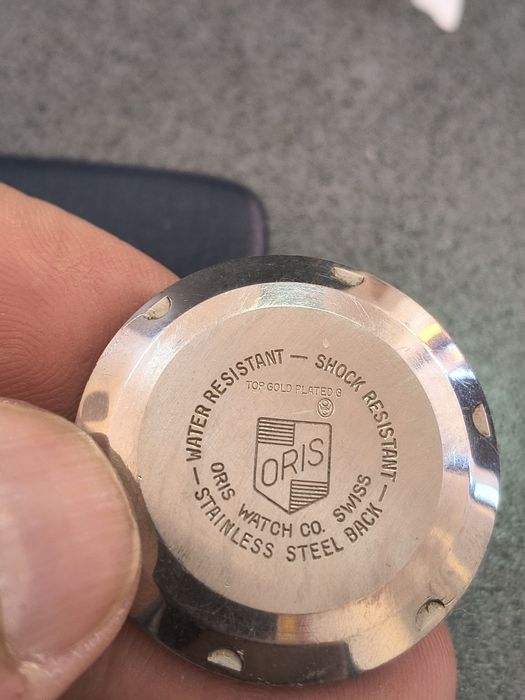 WATER RESISTANT — SHOCK RESISTANT —
TOP GOLD PLATED G
ORIS
ORIS WATCH CO. SWISS
— STAINLESS STEEL BACK —